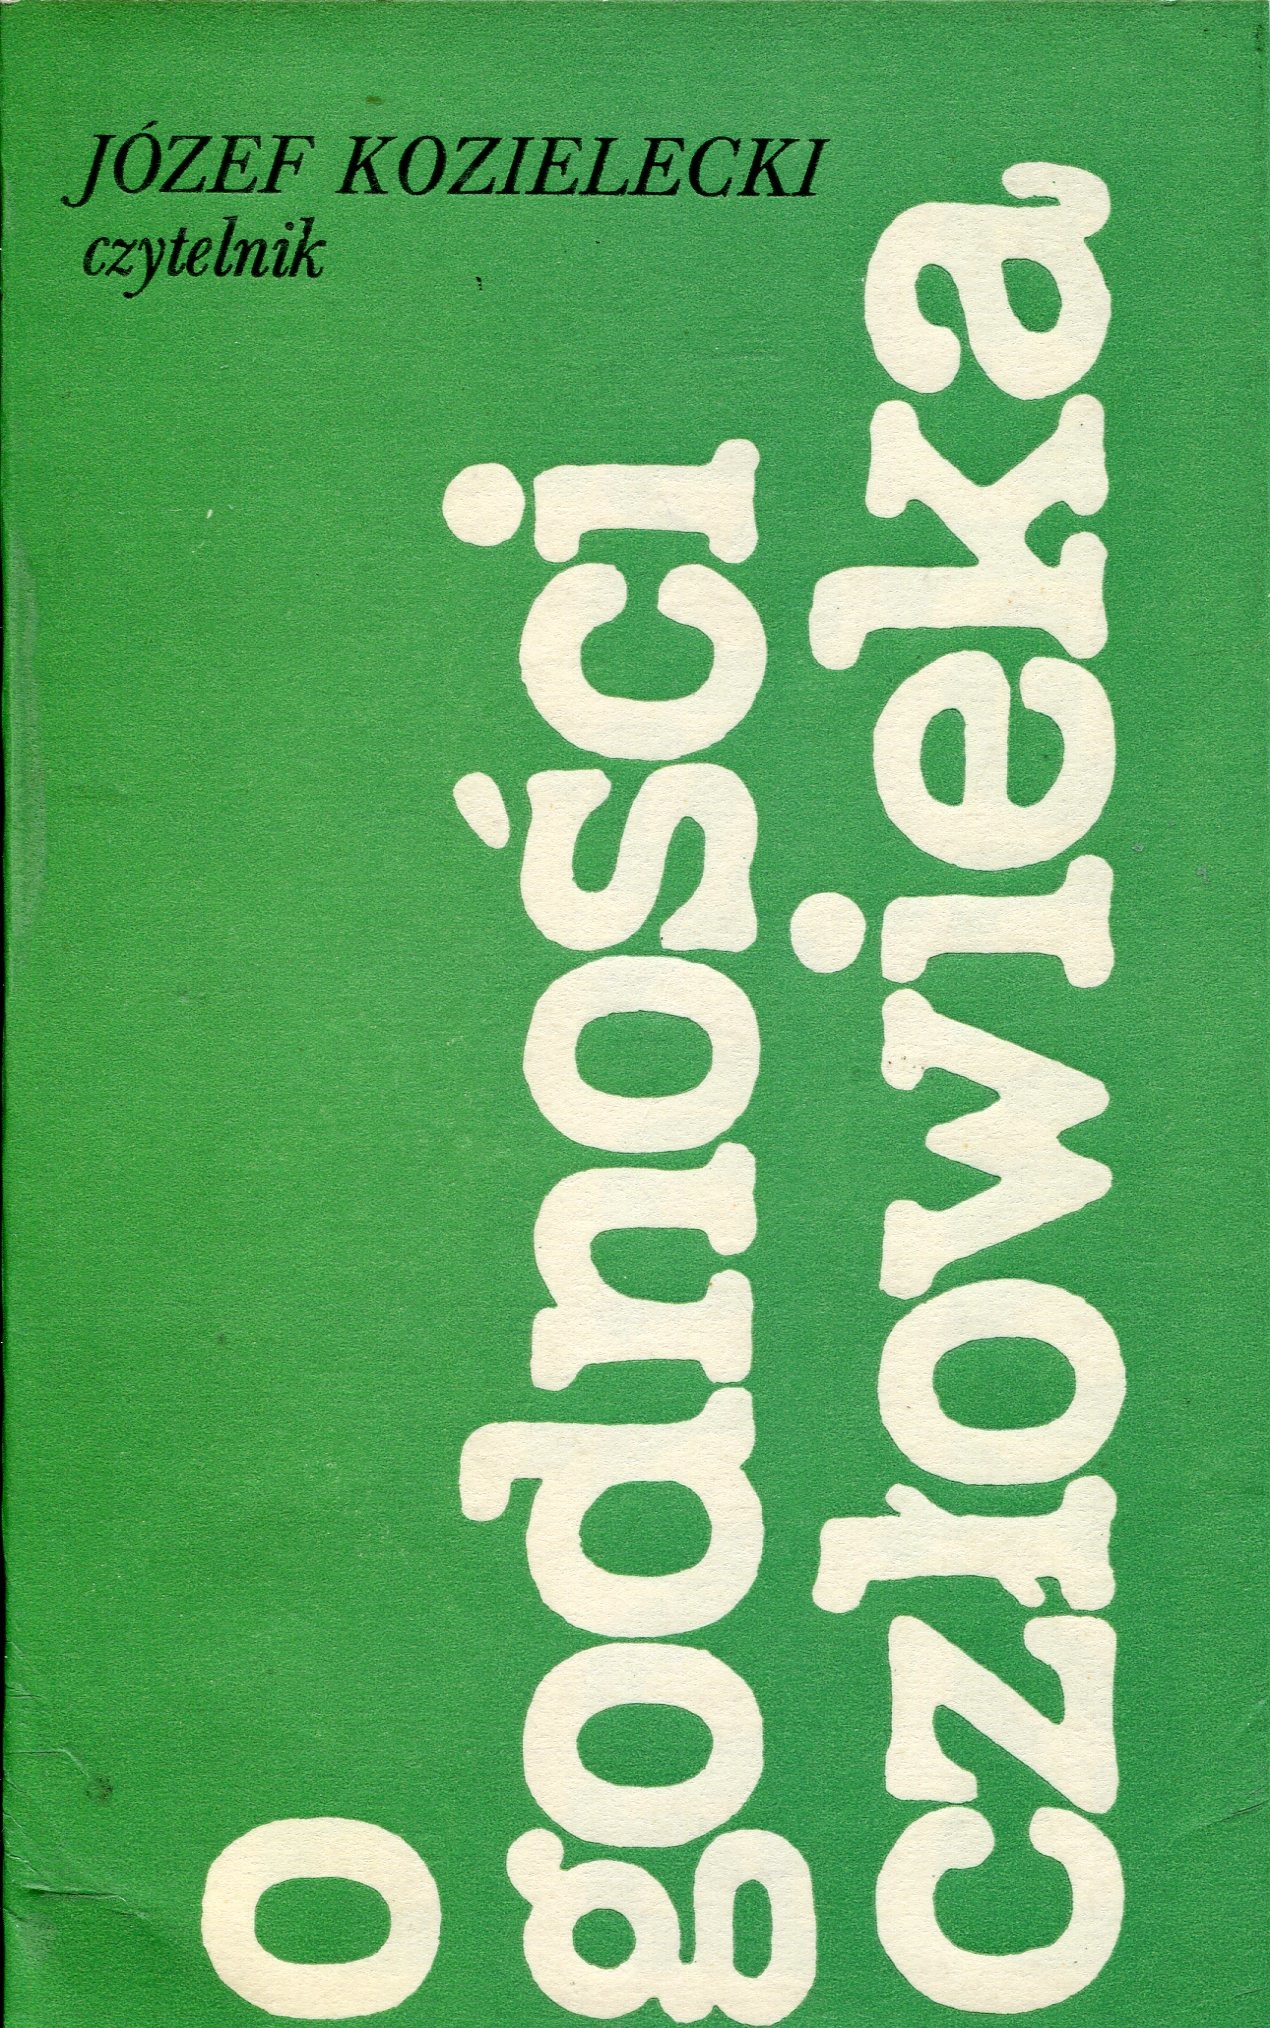 JÓZEF KOZIELECKI
czytelnik
o
godności
człowieka